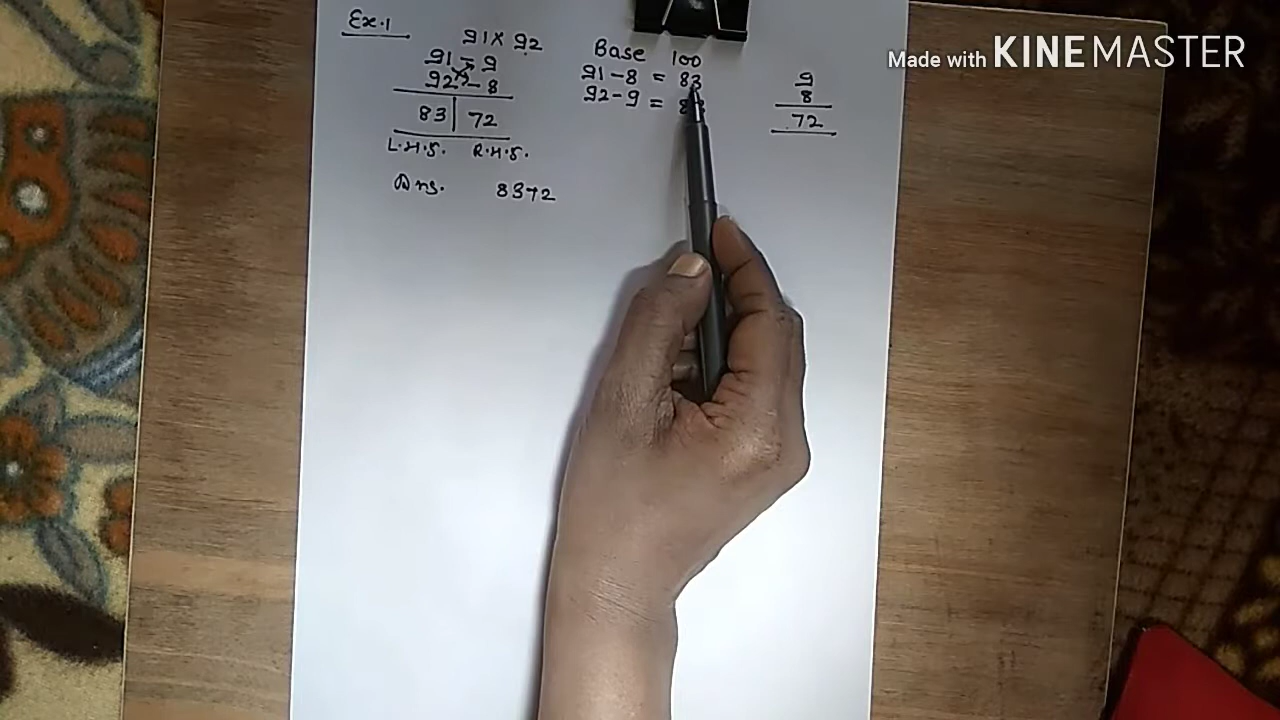 Ex.1
91 × 92
91 - 9
92 - 8
83 | 72
L.H.S. R.H.S.
Ans. 8372
Base 100
91 - 8 = 83
92 - 9 =
9
8
72
Made with KINEMASTER